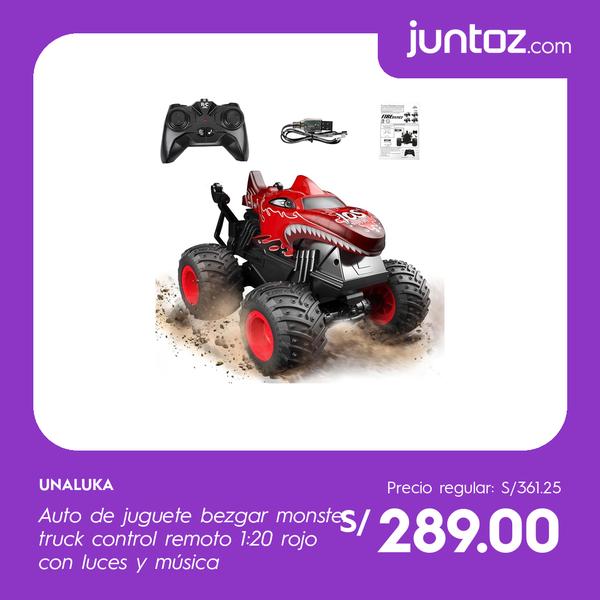 juntoz.com
UNALUKA
Auto de juguete bezgar monste
truck control remoto 1:20 rojo
con luces y música
Precio regular: S/361.25
S/ 289.00